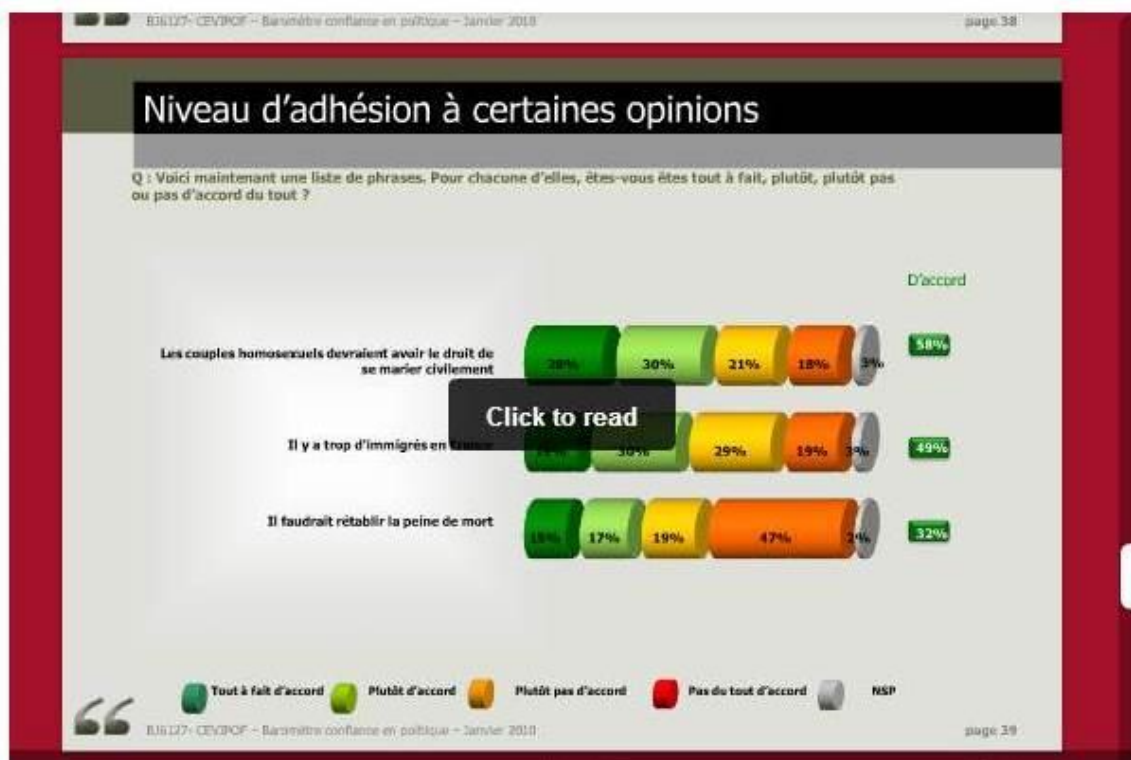 BJ6127- CEVIPOF – Baromètre confiance en politique – Janvier 2010
page 38
Niveau d'adhésion à certaines opinions
Q : Voici maintenant une liste de phrases. Pour chacune d'elles, êtes-vous êtes tout à fait, plutôt, plutôt pas
ou pas d'accord du tout ?
D'accord
Les couples homosexuels devraient avoir le droit de
se marier civilement
28% 30% 21% 18% 3% 58%
Click to read
Il y a trop d'immigrés en
30% 29% 19% 3% 49%
Il faudrait rétablir la peine de mort
15% 17% 19% 47% 2% 32%
Tout à fait d'accord Plutôt d'accord Plutôt pas d'accord Pas du tout d'accord NSP
BJ6127- CEVIPOF – Baromètre confiance en politique – Janvier 2010
page 39